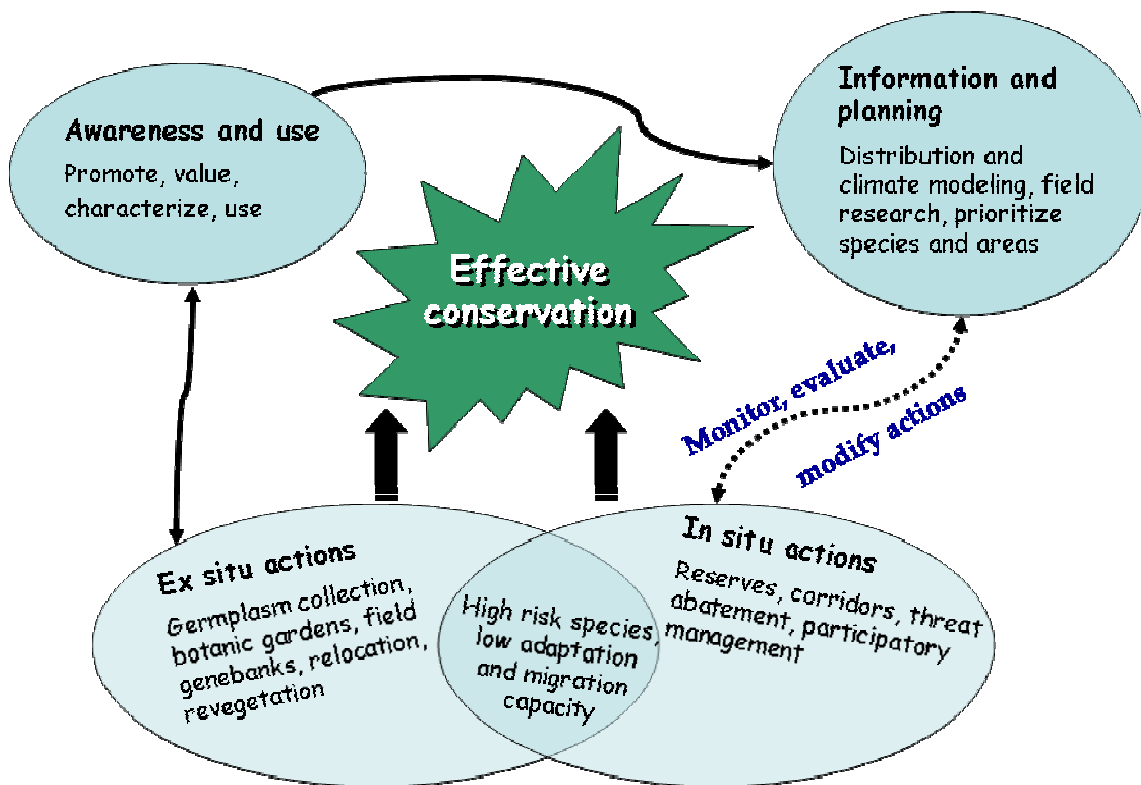 Awareness and use
Promote, value,
characterize, use
Information and
planning
Distribution and
climate modeling, field
research, prioritize
species and areas
Effective
conservation
Monitor, evaluate,
modify actions
Ex situ actions
Germplasm collection,
botanic gardens, field
genebanks, relocation,
revegetation
High risk species,
low adaptation
and migration
capacity
In situ actions
Reserves, corridors, threat
abatement, participatory
management